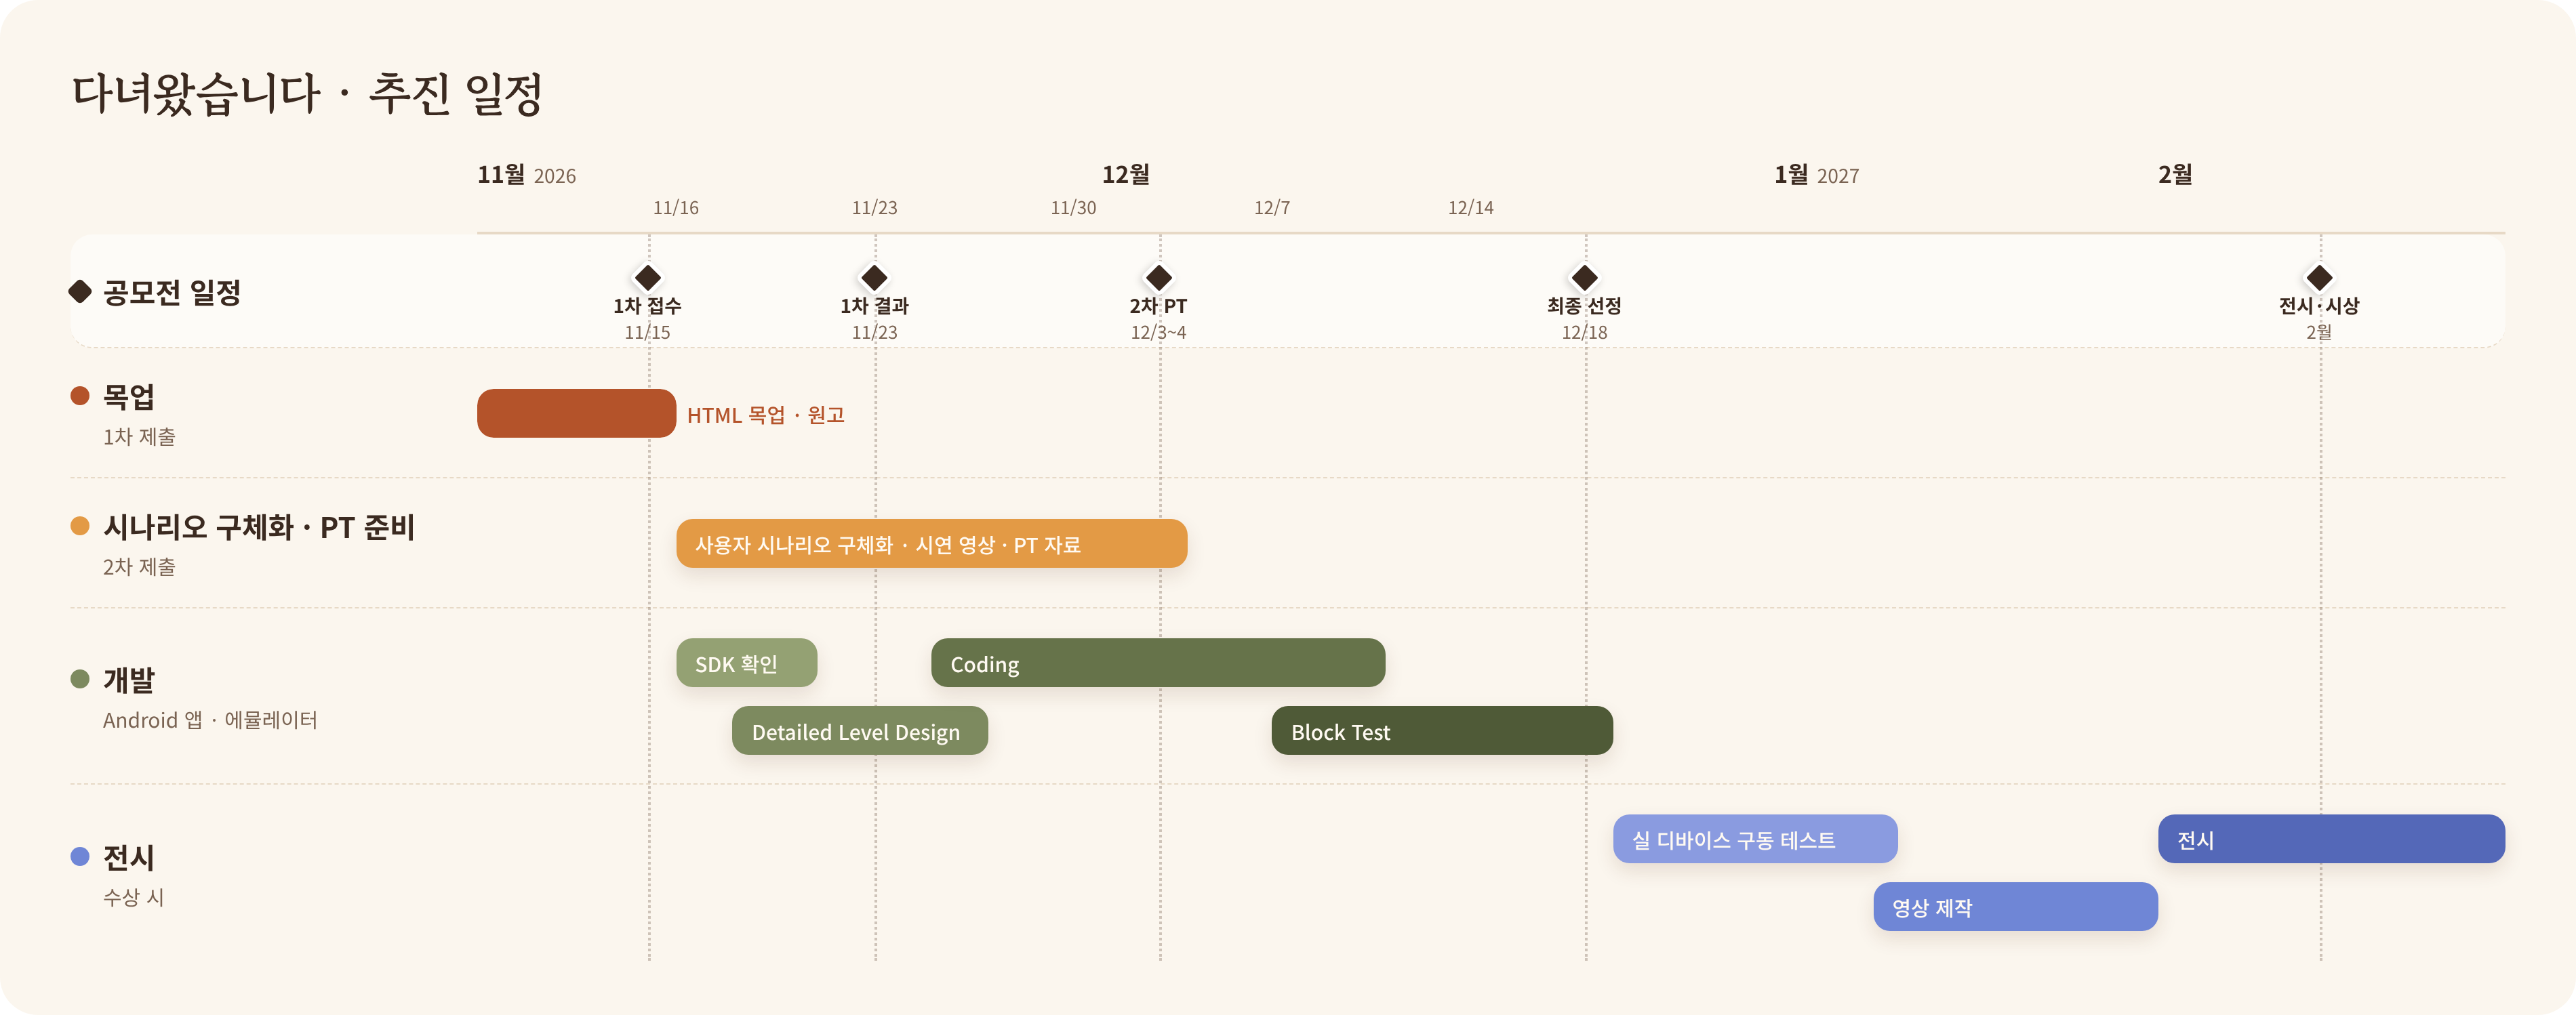 다녀왔습니다 · 추진 일정
11월 2026
12월
1월 2027
2월
11/16
11/23
11/30
12/7
12/14
공모전 일정
1차 접수
11/15
1차 결과
11/23
2차 PT
12/3~4
최종 선정
12/18
전시·시상
2월
목업
1차 제출
HTML 목업 · 원고
시나리오 구체화 · PT 준비
2차 제출
사용자 시나리오 구체화 · 시연 영상 · PT 자료
개발
Android 앱 · 에뮬레이터
SDK 확인
Coding
Detailed Level Design
Block Test
전시
수상 시
실 디바이스 구동 테스트
전시
영상 제작